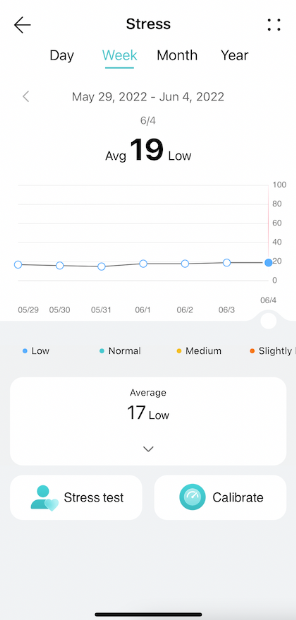 Stress
Day Week Month Year
May 29, 2022 - Jun 4, 2022
6/4
Avg 19 Low
100
80
60
40
20
0
05/29 05/30 05/31 06/1 06/2 06/3 06/4
Low Normal Medium Slightly
Average
17 Low
Stress test Calibrate